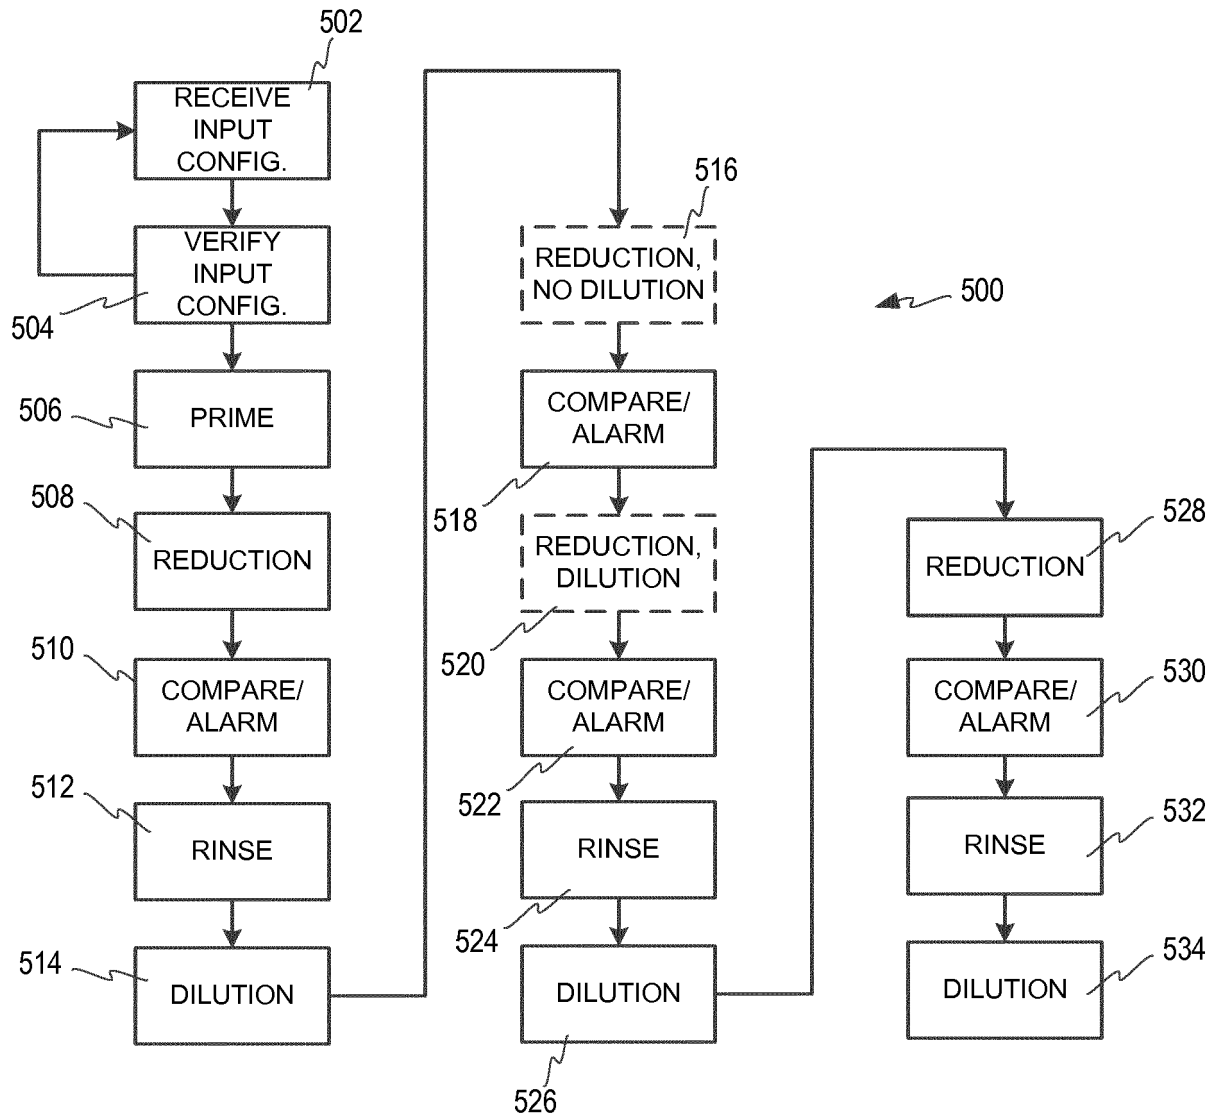 502
RECEIVE
INPUT
CONFIG.
VERIFY
INPUT
CONFIG.
504
506
PRIME
508
REDUCTION
510
COMPARE/
ALARM
512
RINSE
514
DILUTION
516
REDUCTION,
NO DILUTION
COMPARE/
ALARM
518
REDUCTION,
DILUTION
520
COMPARE/
ALARM
522
RINSE
524
DILUTION
526
500
528
REDUCTION
530
COMPARE/
ALARM
532
RINSE
534
DILUTION